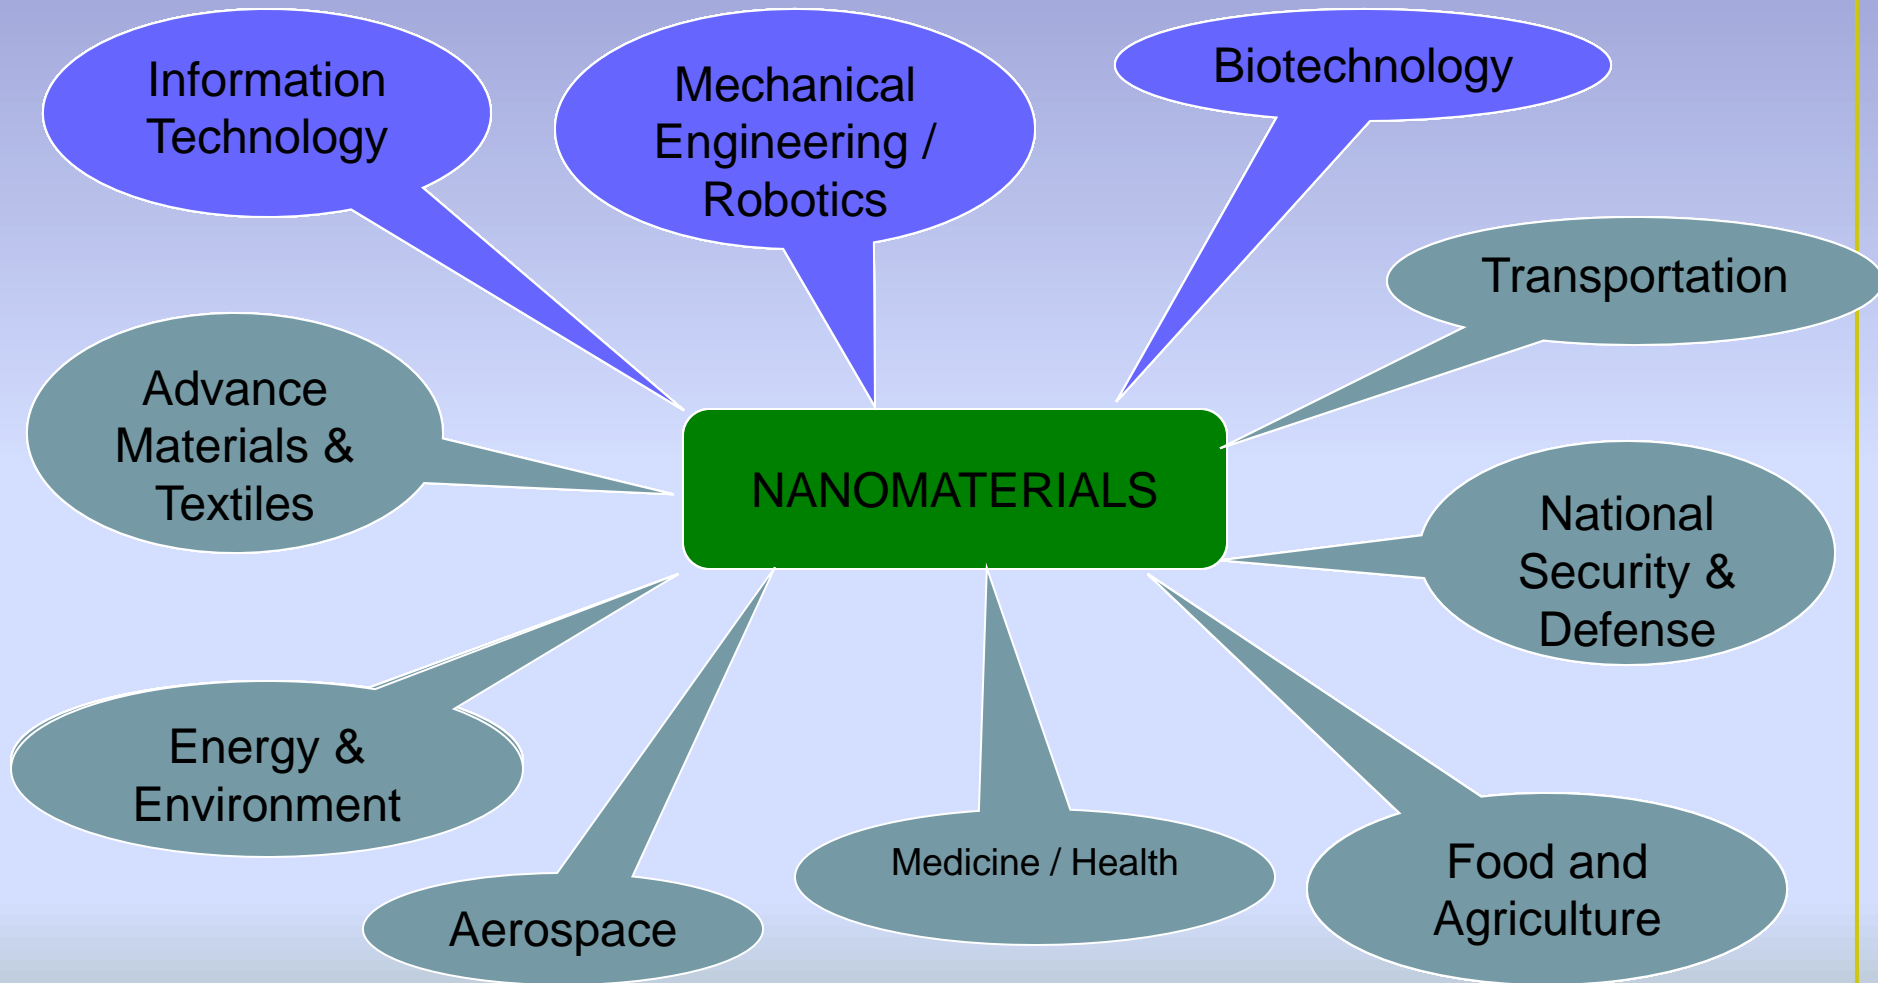 Information
Technology
Mechanical
Engineering /
Robotics
Biotechnology
Transportation
Advance
Materials &
Textiles
NANOMATERIALS
National
Security &
Defense
Energy &
Environment
Aerospace
Medicine / Health
Food and
Agriculture